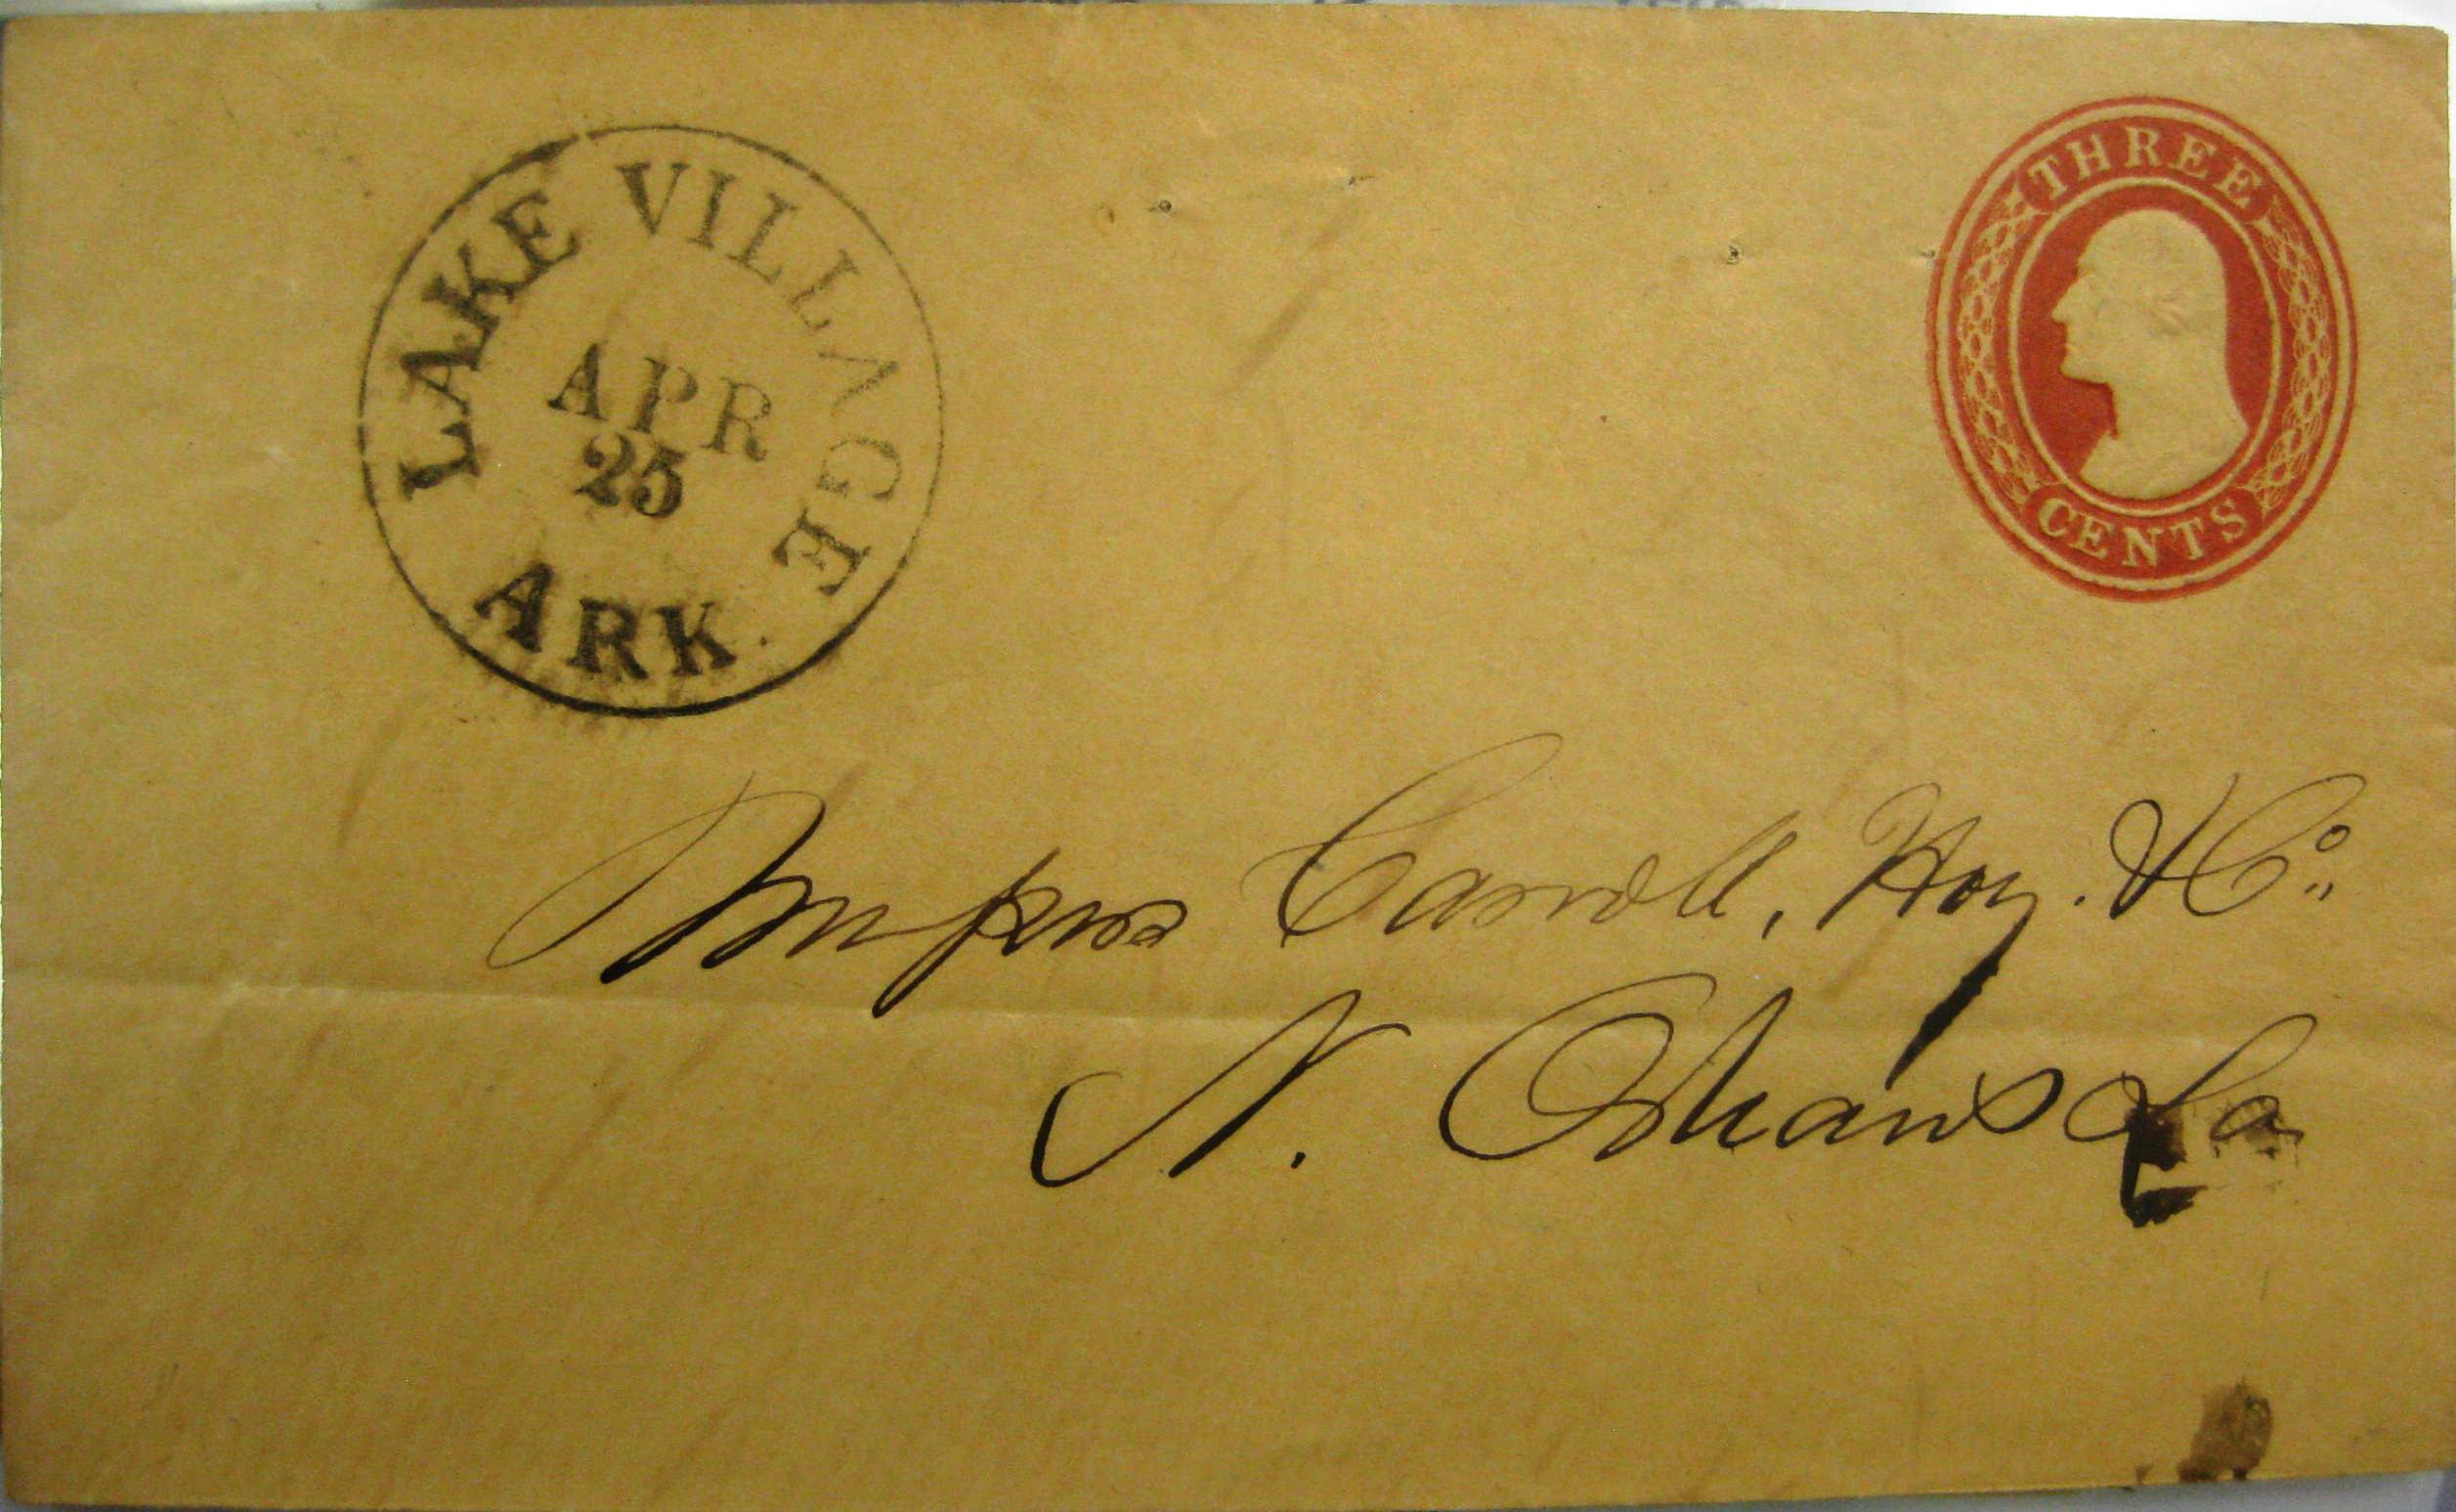 LAKE VILLAGE
APR
25
ARK.
THREE
CENTS
Messrs Carroll, Hoy. & Co.
N. Orleans La